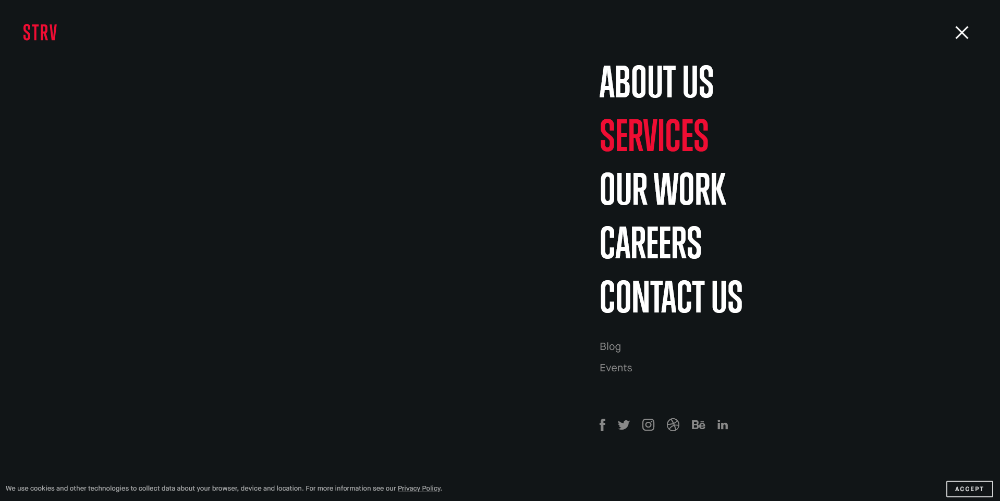 STRV
ABOUT US
SERVICES
OUR WORK
CAREERS
CONTACT US
Blog
Events
Bē
in
We use cookies and other technologies to collect data about your browser, device and location. For more information see our Privacy Policy.
ACCEPT